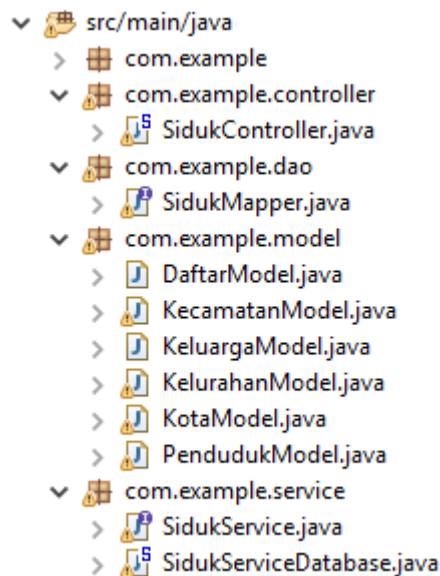 src/main/java
com.example
com.example.controller
SidukController.java
com.example.dao
SidukMapper.java
com.example.model
DaftarModel.java
KecamatanModel.java
KeluargaModel.java
KelurahanModel.java
KotaModel.java
PendudukModel.java
com.example.service
SidukService.java
SidukServiceDatabase.java